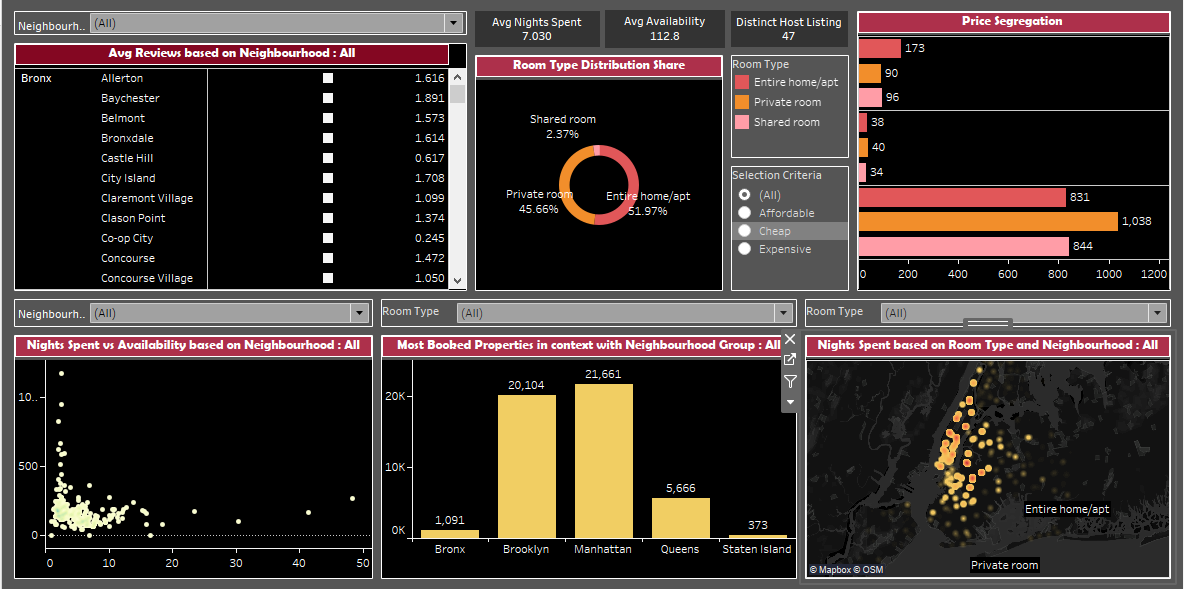 Neighbourh.. (All)
Avg Reviews based on Neighbourhood : All
Bronx Allerton 1.616
Baychester 1.891
Belmont 1.573
Bronxdale 1.614
Castle Hill 0.617
City Island 1.708
Claremont Village 1.099
Clason Point 1.374
Co-op City 0.245
Concourse 1.472
Concourse Village 1.050
Avg Nights Spent
7.030
Avg Availability
112.8
Distinct Host Listing
47
Room Type Distribution Share
Shared room
2.37%
Private room
45.66%
Entire home/apt
51.97%
Room Type
Entire home/apt
Private room
Shared room
Selection Criteria
(All)
Affordable
Cheap
Expensive
Price Segregation
173
90
96
38
40
34
831
1,038
844
0 200 400 600 800 1000 1200
Neighbourh.. (All)
Nights Spent vs Availability based on Neighbourhood : All
10..
500
0
0 10 20 30 40 50
Room Type (All)
Most Booked Properties in context with Neighbourhood Group : All
20K
10K
0K
1,091
20,104
21,661
5,666
373
Bronx Brooklyn Manhattan Queens Staten Island
Room Type (All)
Nights Spent based on Room Type and Neighbourhood : All
Entire home/apt
Private room
© Mapbox © OSM